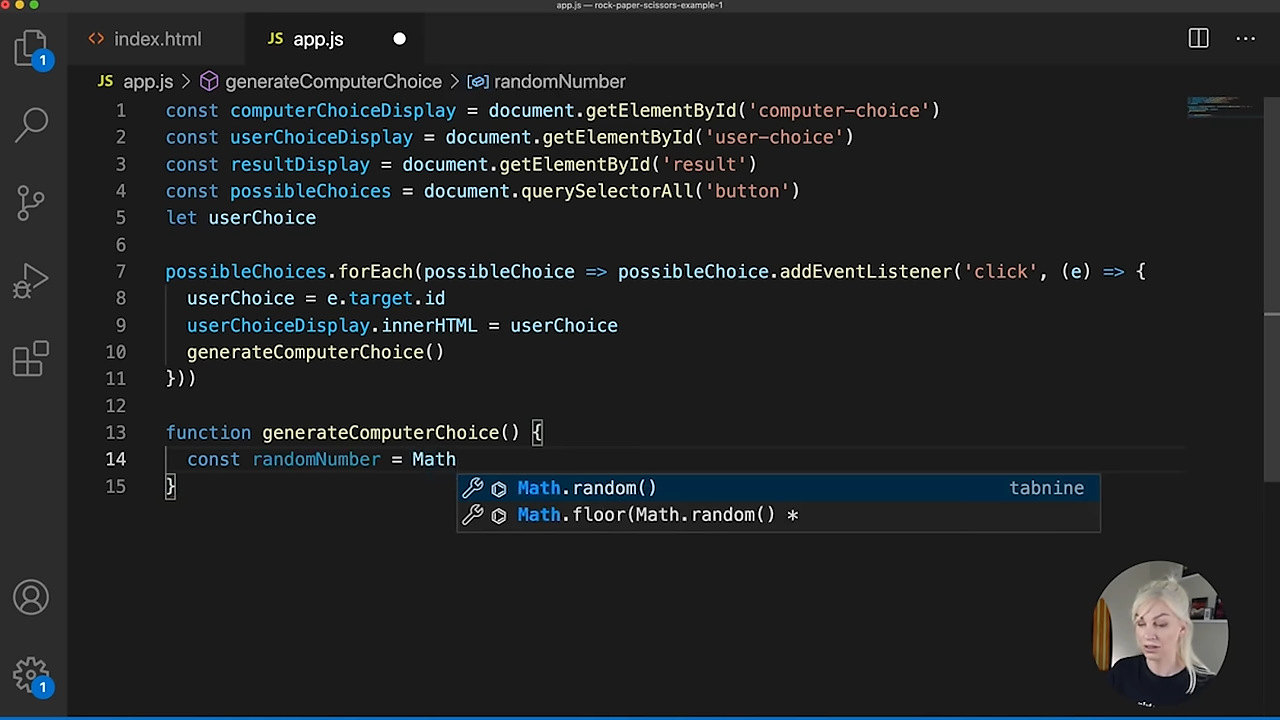 app.js — rock-paper-scissors-example-1
<> index.html
JS app.js
JS app.js > generateComputerChoice > randomNumber
1 const computerChoiceDisplay = document.getElementById('computer-choice')
2 const userChoiceDisplay = document.getElementById('user-choice')
3 const resultDisplay = document.getElementById('result')
4 const possibleChoices = document.querySelectorAll('button')
5 let userChoice
6
7 possibleChoices.forEach(possibleChoice => possibleChoice.addEventListener('click', (e) => {
8 userChoice = e.target.id
9 userChoiceDisplay.innerHTML = userChoice
10 generateComputerChoice()
11 }))
12
13 function generateComputerChoice() {
14 const randomNumber = Math
15 }
Math.random() tabnine
Math.floor(Math.random() *
1
1